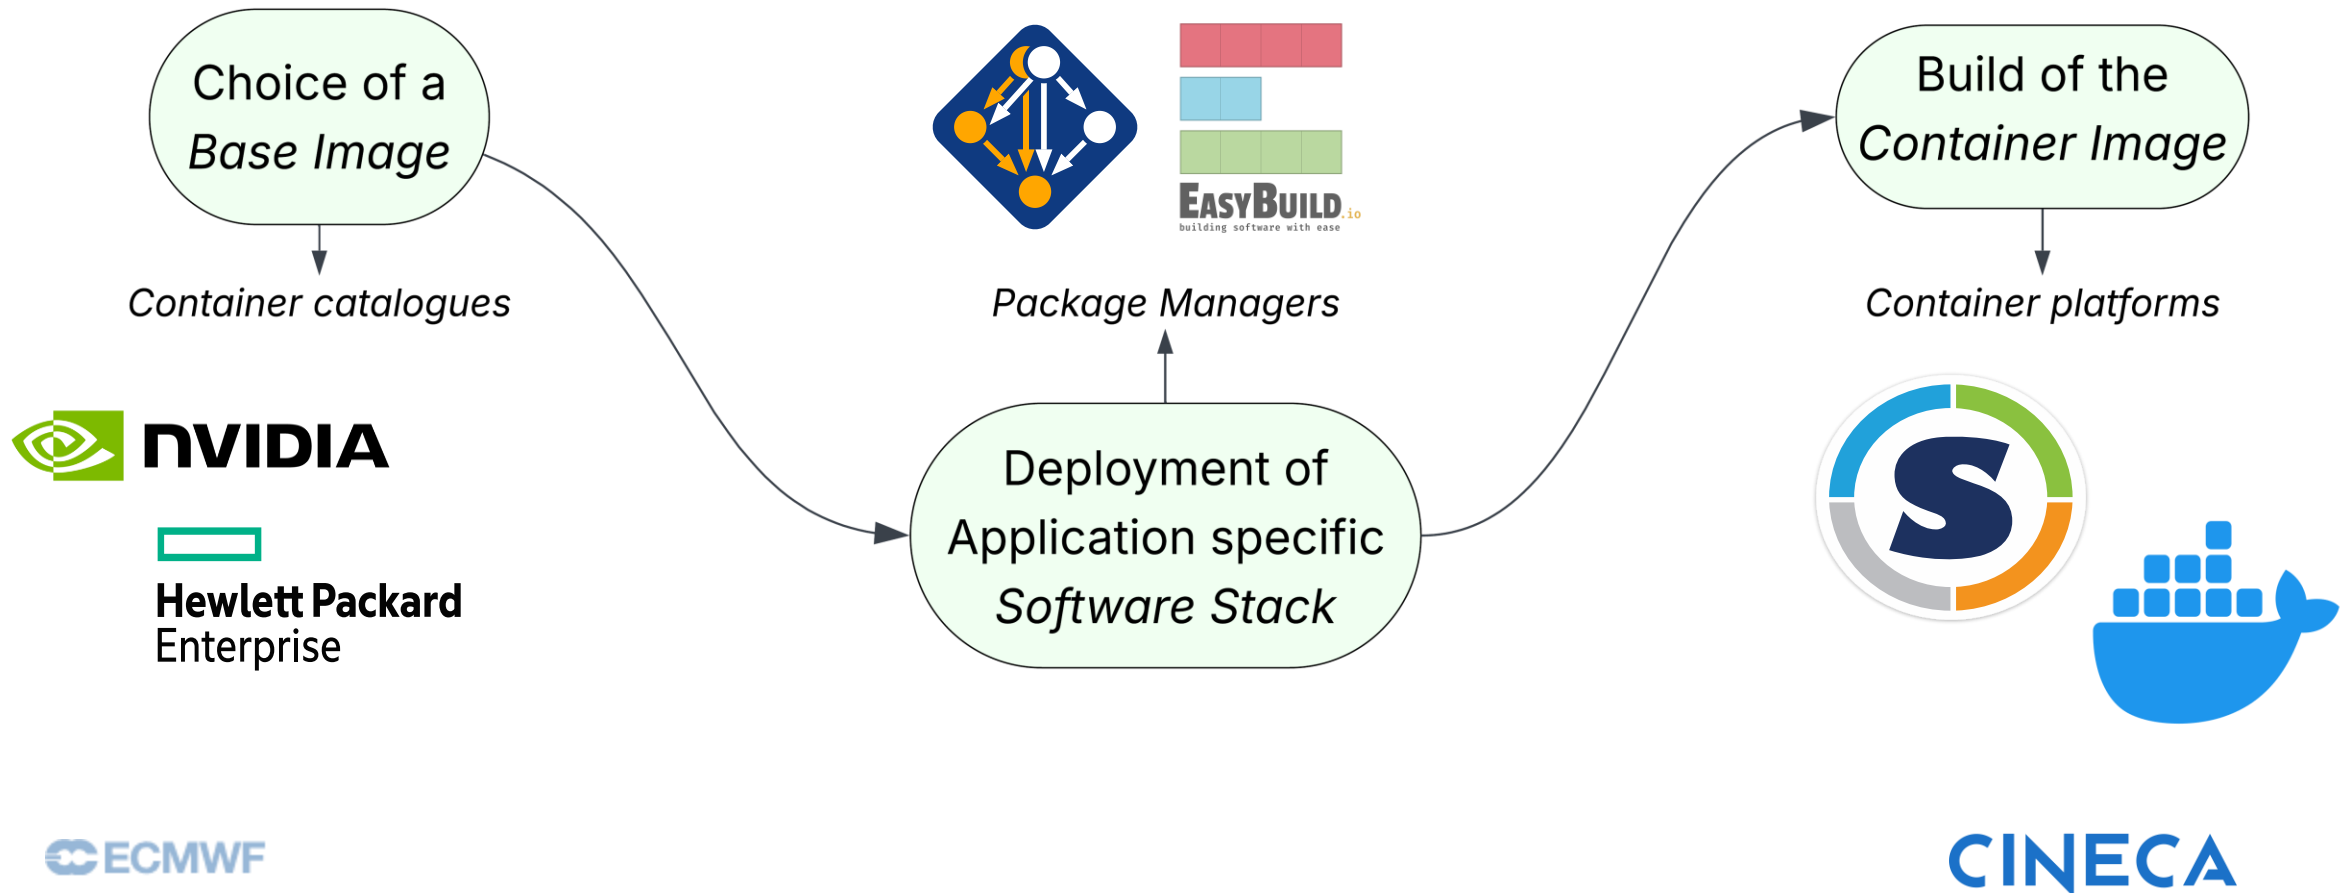 Choice of a
Base Image
Container catalogues
NVIDIA
Hewlett Packard
Enterprise
EASYBUILD.io
building software with ease
Package Managers
Deployment of
Application specific
Software Stack
Build of the
Container Image
Container platforms
S
ECMWF
CINECA